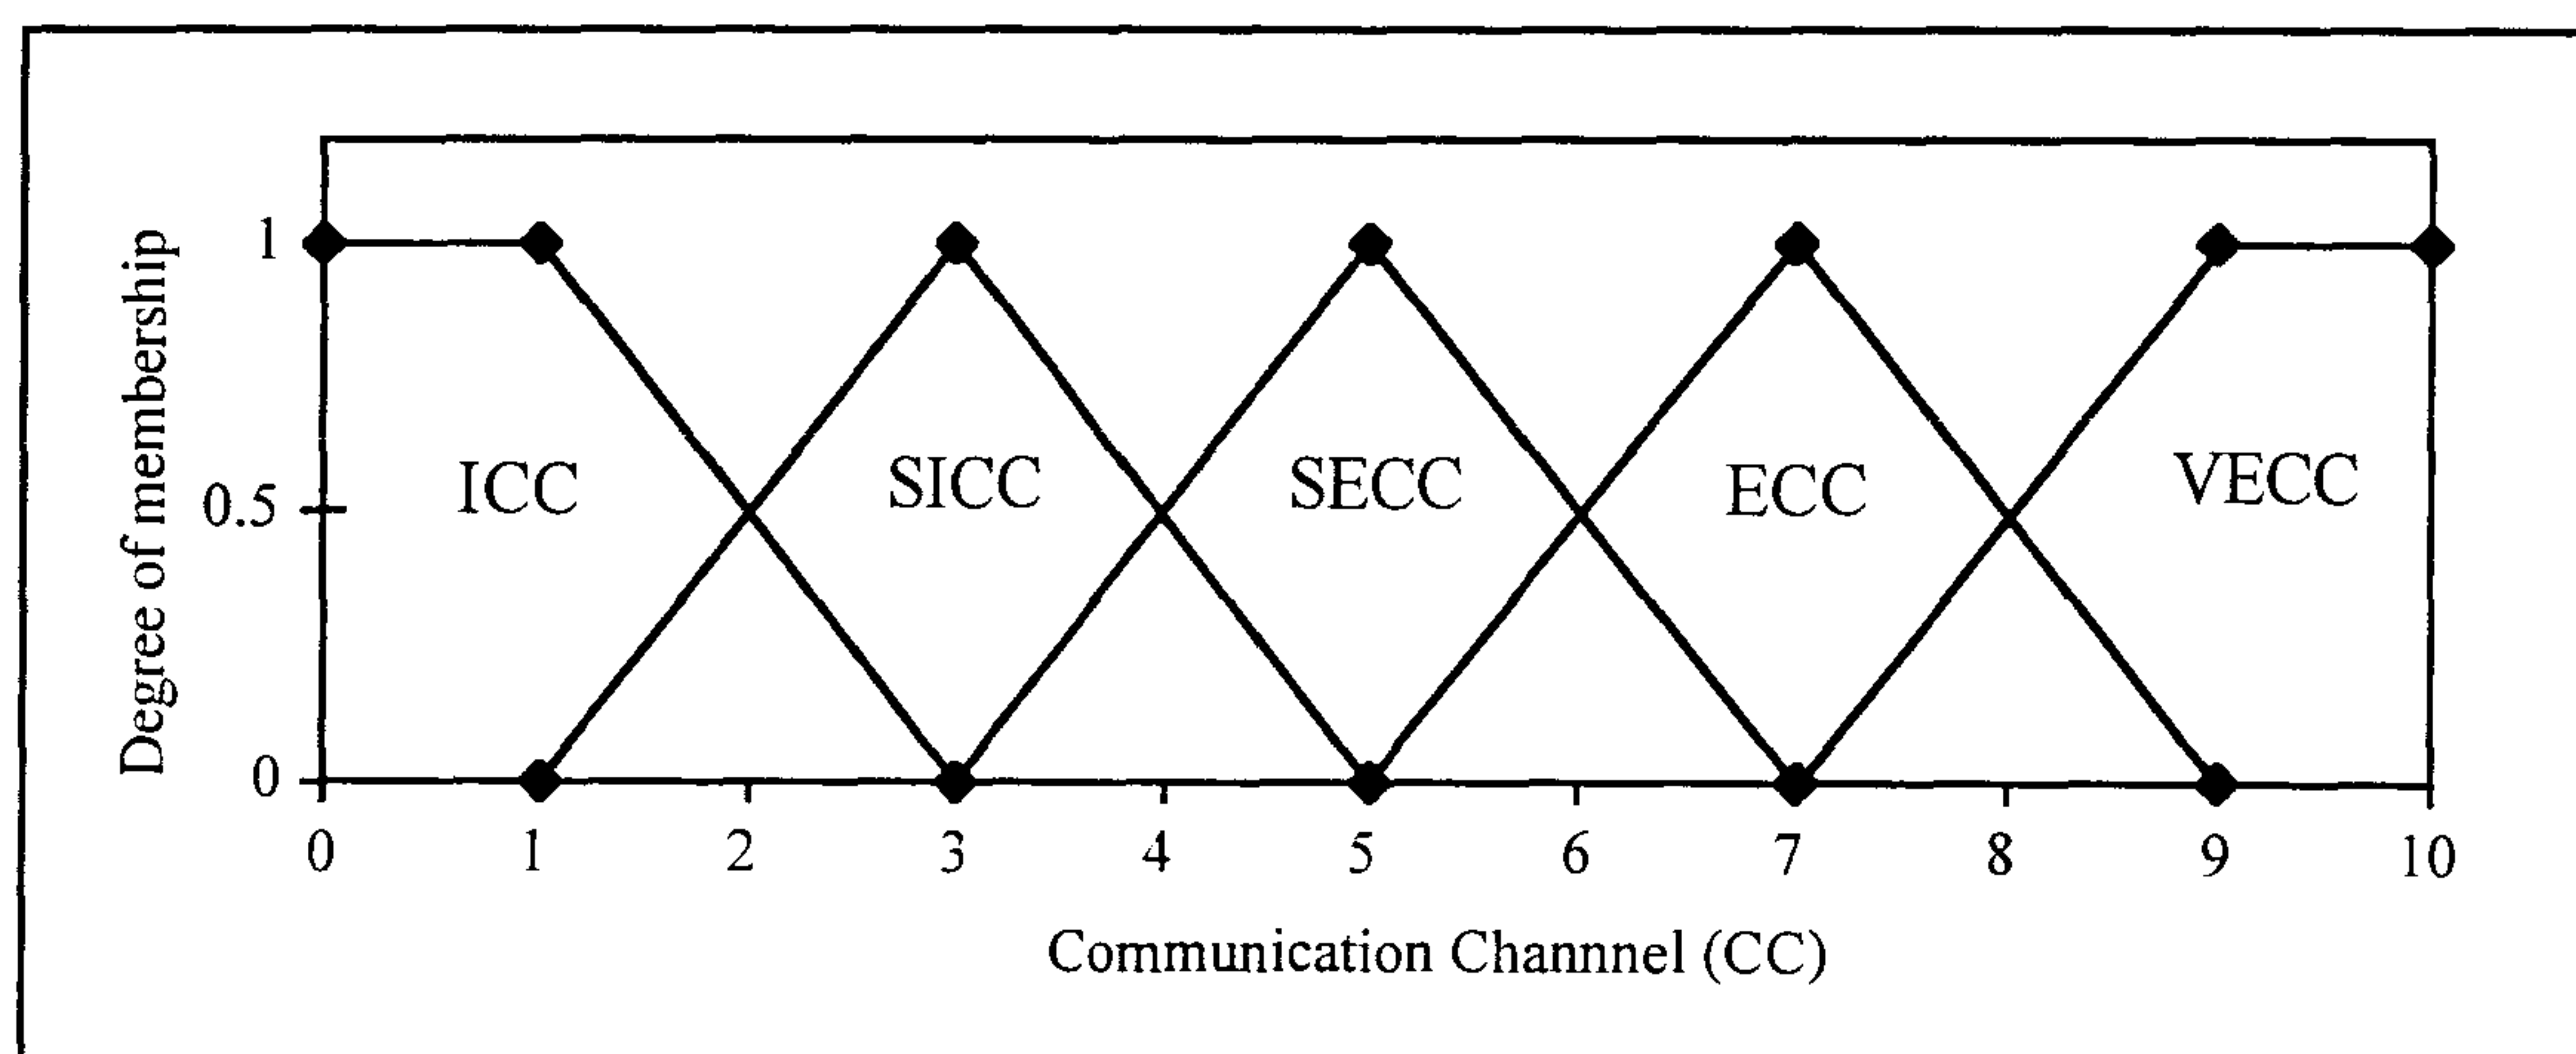 Degree of membership
1
0.5
0
ICC
SICC
SECC
ECC
VECC
0 1 2 3 4 5 6 7 8 9 10
Communication Channnel (CC)